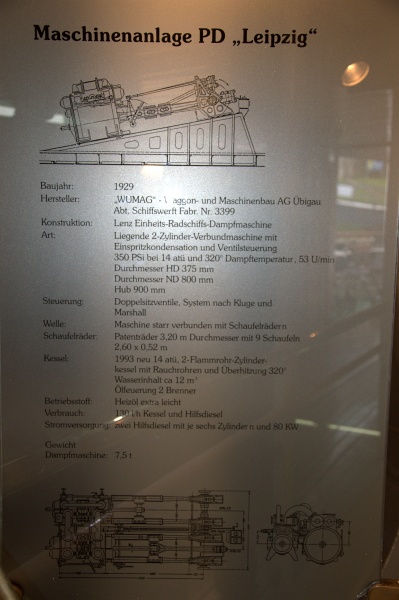 Maschinenanlage PD „Leipzig“
Baujahr: 1929
Hersteller: „WUMAG“ - Waggon- und Maschinenbau AG Übigau
Abt. Schiffswerft Fabr. Nr. 3399
Konstruktion: Lenz Einheits-Radschiffs-Dampfmaschine
Art: Liegende 2-Zylinder-Verbundmaschine mit
Einspritzkondensation und Ventilsteuerung
350 PSi bei 14 atü und 320° Dampftemperatur, 53 U/min
Durchmesser HD 375 mm
Durchmesser ND 800 mm
Hub 900 mm
Steuerung: Doppelsitzventile, System nach Kluge und
Marshall
Welle: Maschine starr verbunden mit Schaufelrädern
Schaufelräder: Patenträder 3,20 m Durchmesser mit 9 Schaufeln
2,60 x 0,52 m
Kessel: 1993 neu 14 atü, 2-Flammrohr-Zylinder-
kessel mit Rauchrohren und Überhitzung 320°
Wasserinhalt ca 12 m³
Ölfeuerung 2 Brenner
Betriebsstoff: Heizöl extra leicht
Verbrauch: l/h Kessel und Hilfsdiesel
Stromversorgung: zwei Hilfsdiesel mit je sechs Zylindern und 80 KW
Gewicht
Dampfmaschine: 7,5 t